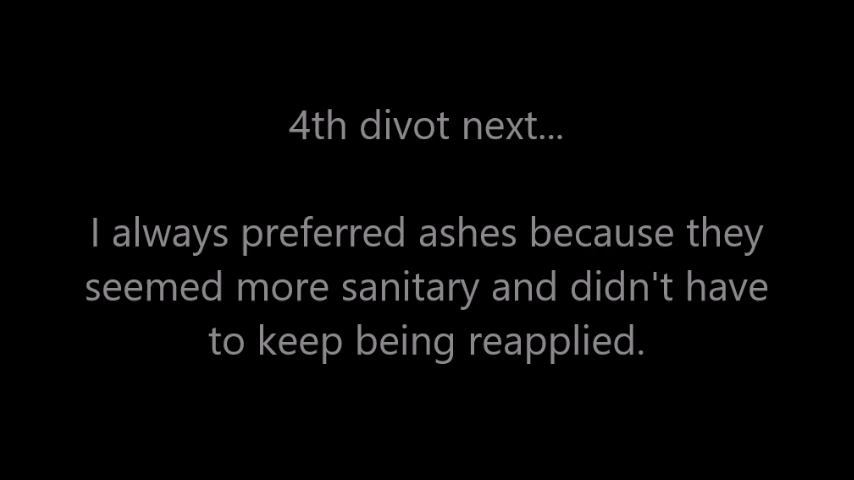 4th divot next...
I always preferred ashes because they
seemed more sanitary and didn't have
to keep being reapplied.